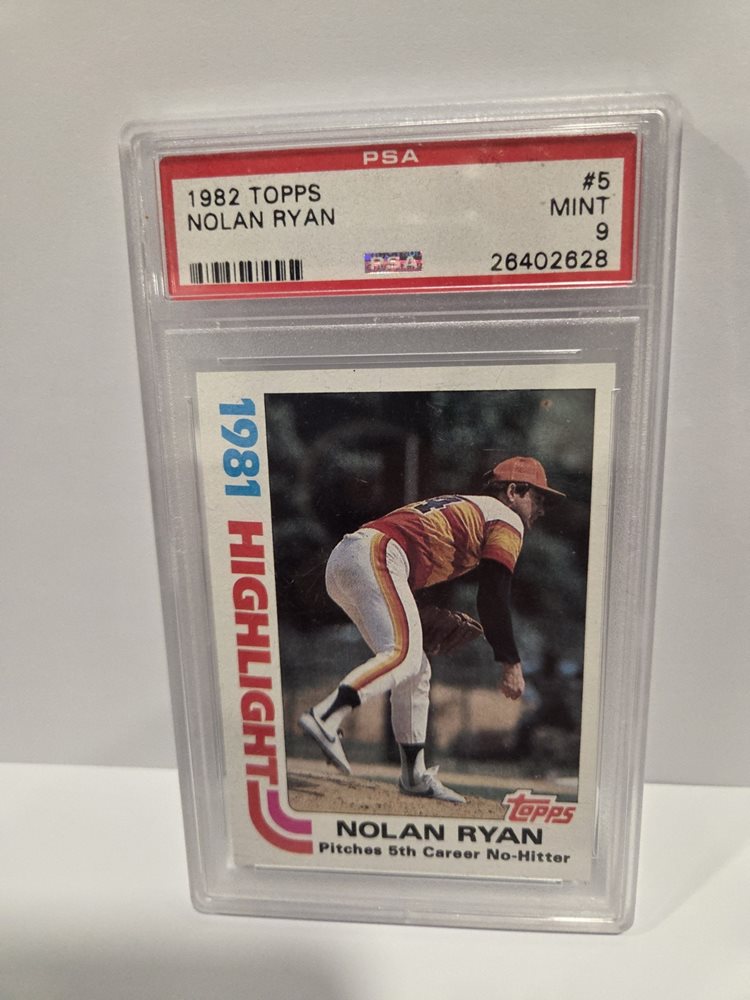 PSA
1982 TOPPS
NOLAN RYAN
#5
MINT
9
PSA
26402628
1981 HIGHLIGHT
4
topps
NOLAN RYAN
Pitches 5th Career No-Hitter